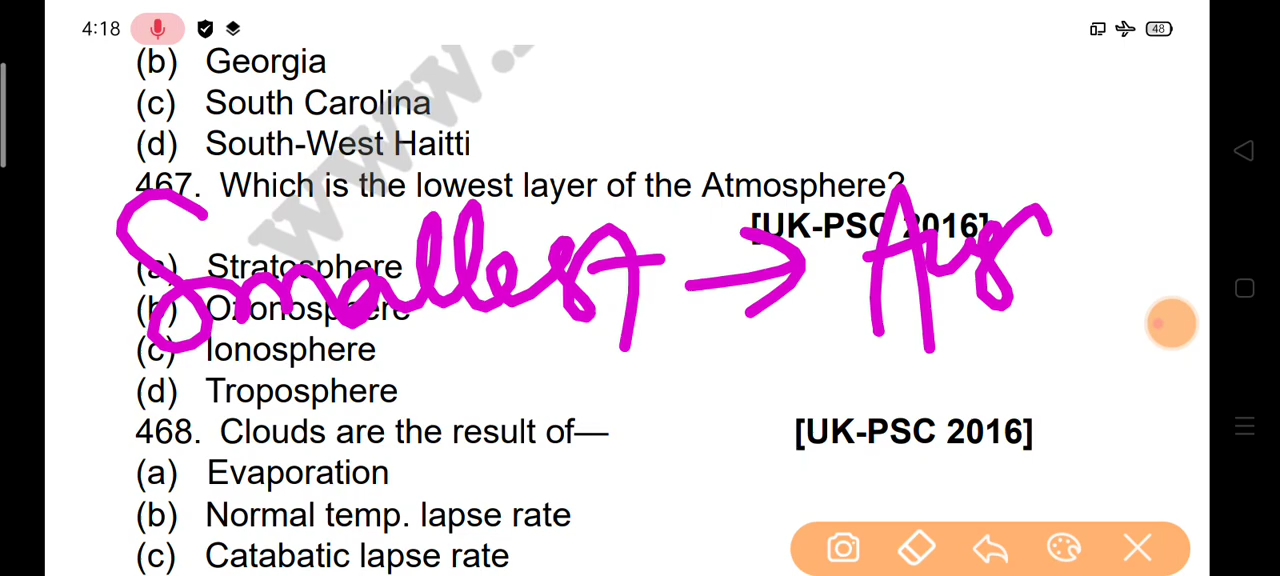 4:18 48
(b) Georgia
(c) South Carolina
(d) South-West Haitti
467. Which is the lowest layer of the Atmosphere?
[UK-PSC 2016]
Smallest →
(a) Stratosphere
(b) Ozonosphere
(c) Ionosphere
(d) Troposphere
468. Clouds are the result of— [UK-PSC 2016]
(a) Evaporation
(b) Normal temp. lapse rate
(c) Catabatic lapse rate
www.